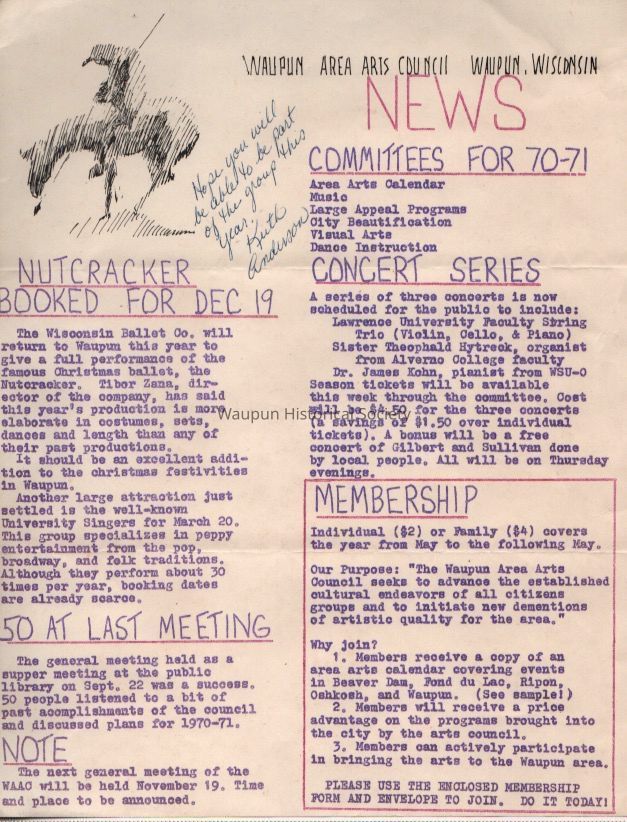 WAUPUN AREA ARTS COUNCIL WAUPUN, WISCONSIN
NEWS
Hope you will
be able to be part
of the group this
year.
Ruth
Anderson
NUTCRACKER
BOOKED FOR DEC 19
The Wisconsin Ballet Co. will
return to Waupun this year to
give a full performance of the
famous Christmas ballet, the
Nutcracker. Tibor Zana, dir-
ector of the company, has said
this year's production is more
elaborate in costumes, sets,
dances and length than any of
their past productions.
It should be an excellent addi-
tion to the christmas festivities
in Waupun.
Another large attraction just
settled is the well-known
University Singers for March 20.
This group specializes in peppy
entertainment from the pop,
broadway, and folk traditions.
Although they perform about 30
times per year, booking dates
are already scarce.
50 AT LAST MEETING
The general meeting held as a
supper meeting at the public
library on Sept. 22 was a success.
50 people listened to a bit of
past acomplishments of the council
and discussed plans for 1970-71.
NOTE
The next general meeting of the
WAAC will be held November 19. Time
and place to be announced.
COMMITTEES FOR 70-71
Area Arts Calendar
Music
Large Appeal Programs
City Beautification
Visual Arts
Dance Instruction
CONCERT SERIES
A series of three concerts is now
scheduled for the public to include:
Lawrence University Faculty String
Trio (Violin, Cello, & Piano)
Sister Theophald Hytreck, organist
from Alverno College faculty
Dr. James Kohn, pianist from WSU-O
Season tickets will be available
this week through the committee. Cost
will be $4.50 for the three concerts
(a savings of $1.50 over individual
tickets). A bonus will be a free
concert of Gilbert and Sullivan done
by local people. All will be on Thursday
evenings.
MEMBERSHIP
Individual ($2) or Family ($4) covers
the year from May to the following May.
Our Purpose: "The Waupun Area Arts
Council seeks to advance the established
cultural endeavors of all citizens
groups and to initiate new dementions
of artistic quality for the area."
Why join?
1. Members receive a copy of an
area arts calendar covering events
in Beaver Dam, Fond du Lac, Ripon,
Oshkosh, and Waupun. (See sample!)
2. Members will receive a price
advantage on the programs brought into
the city by the arts council.
3. Members can actively participate
in bringing the arts to the Waupun area.
PLEASE USE THE ENCLOSED MEMBERSHIP
FORM AND ENVELOPE TO JOIN. DO IT TODAY!
Waupun Historical Society